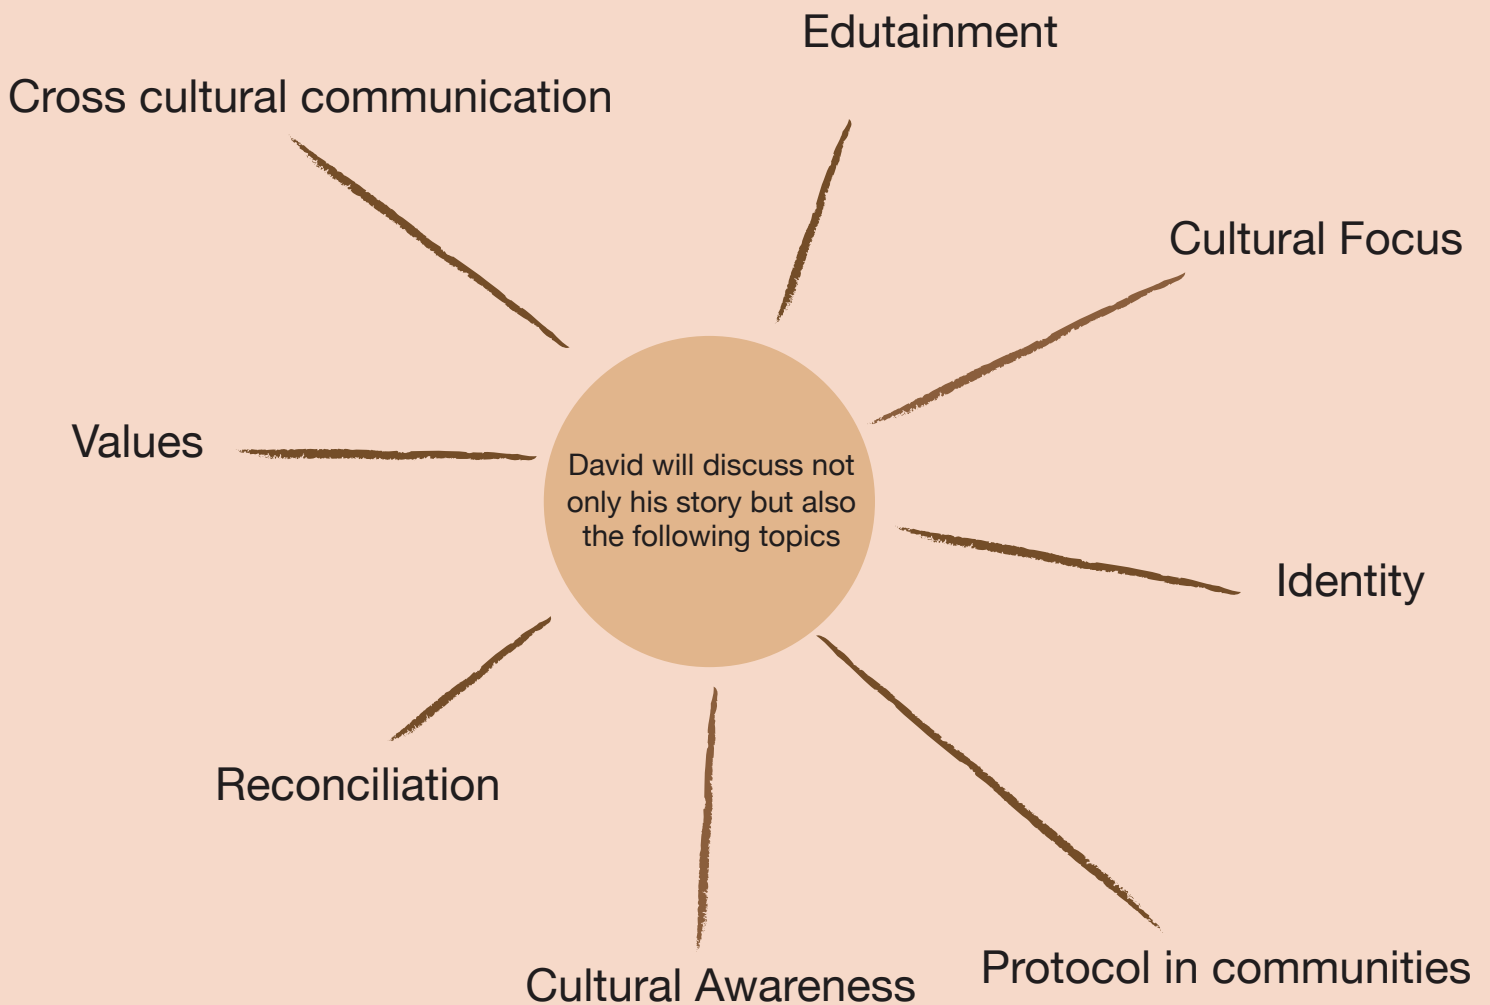 Edutainment
Cross cultural communication
Cultural Focus
Values
David will discuss not
only his story but also
the following topics
Identity
Reconciliation
Protocol in communities
Cultural Awareness